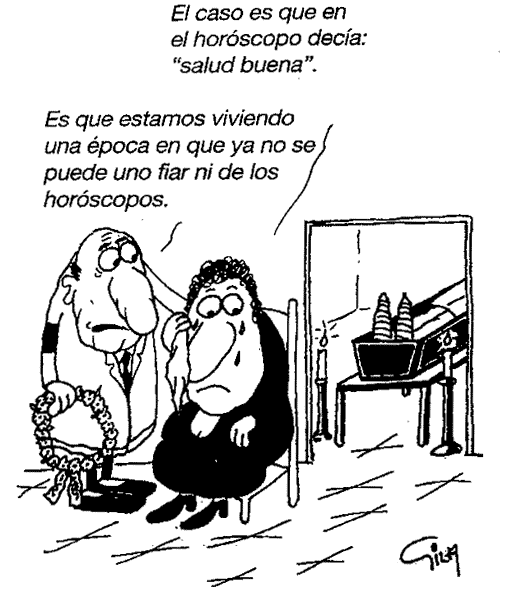 El caso es que en
el horóscopo decía:
“salud buena”.
Es que estamos viviendo
una época en que ya no se
puede uno fiar ni de los
horóscopos.
Gila